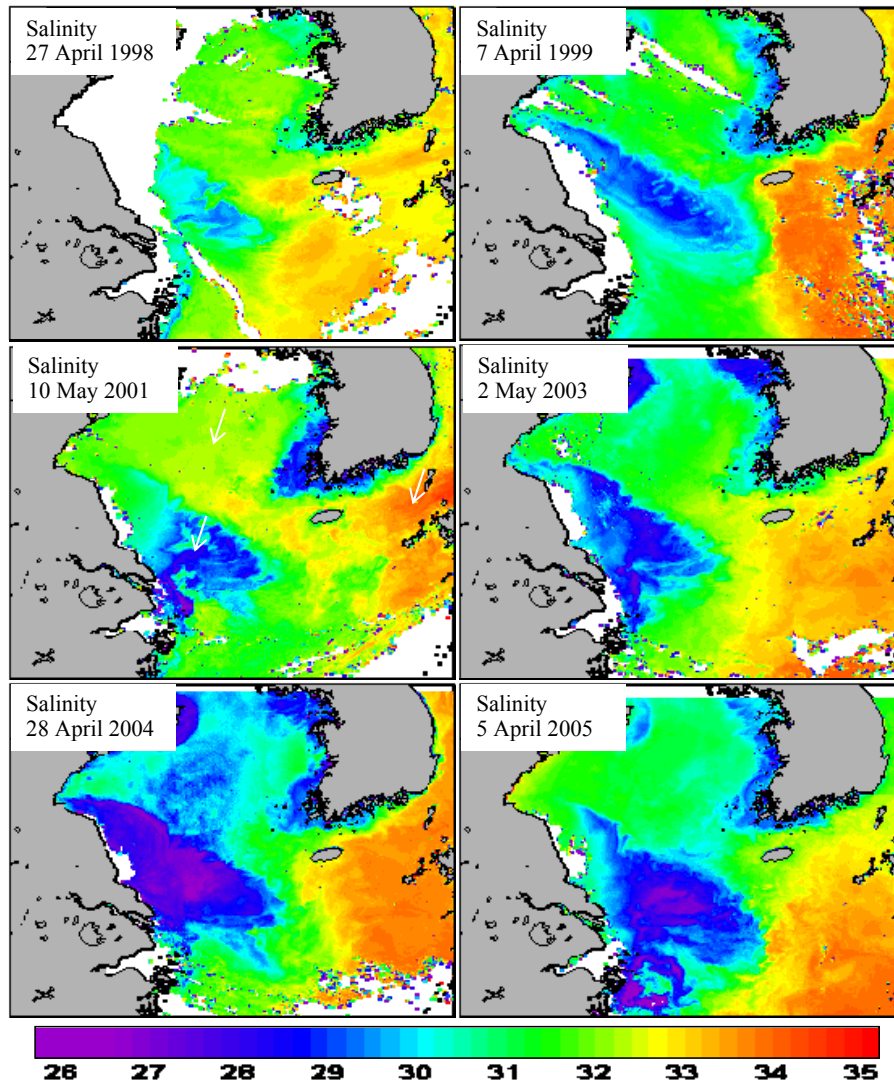 Salinity
27 April 1998
Salinity
7 April 1999
Salinity
10 May 2001
Salinity
2 May 2003
Salinity
28 April 2004
Salinity
5 April 2005
26 27 28 29 30 31 32 33 34 35